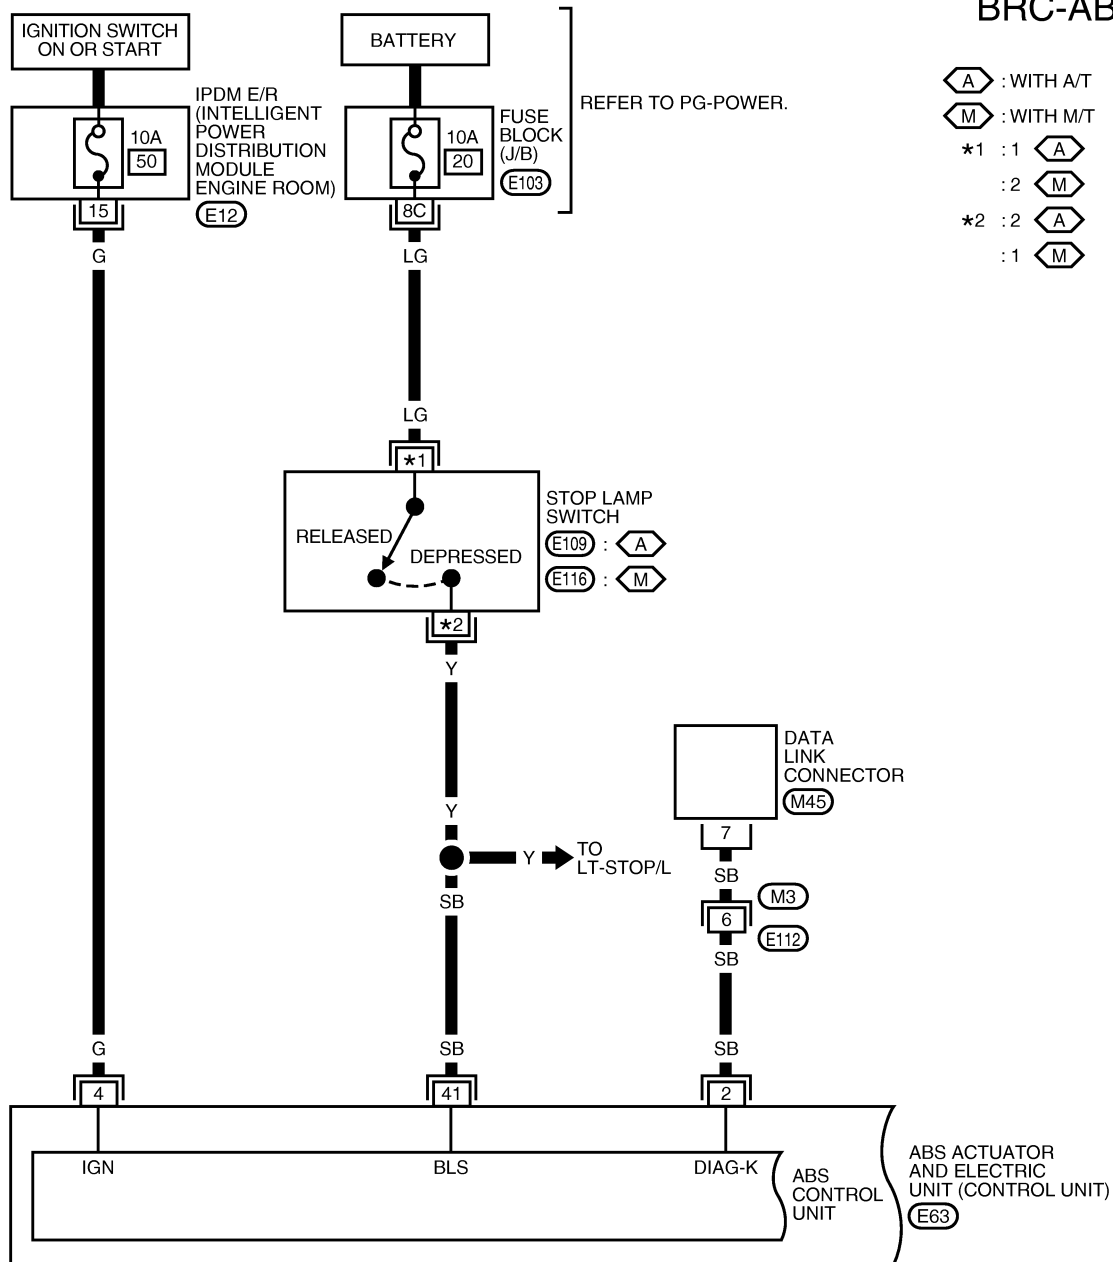 BRC-AB
IGNITION SWITCH
ON OR START
BATTERY
IPDM E/R
(INTELLIGENT
POWER
DISTRIBUTION
MODULE
ENGINE ROOM)
E12
10A
50
15
10A
20
8C
FUSE
BLOCK
(J/B)
E103
REFER TO PG-POWER.
A : WITH A/T
M : WITH M/T
*1 : 1 A
: 2 M
*2 : 2 A
: 1 M
G
LG
LG
*1
STOP LAMP
SWITCH
E109 : A
E116 : M
RELEASED
DEPRESSED
*2
Y
Y
Y
TO
LT-STOP/L
SB
DATA
LINK
CONNECTOR
M45
7
SB
M3
6
E112
SB
G
SB
SB
4
41
2
IGN
BLS
DIAG-K
ABS
CONTROL
UNIT
ABS ACTUATOR
AND ELECTRIC
UNIT (CONTROL UNIT)
E63